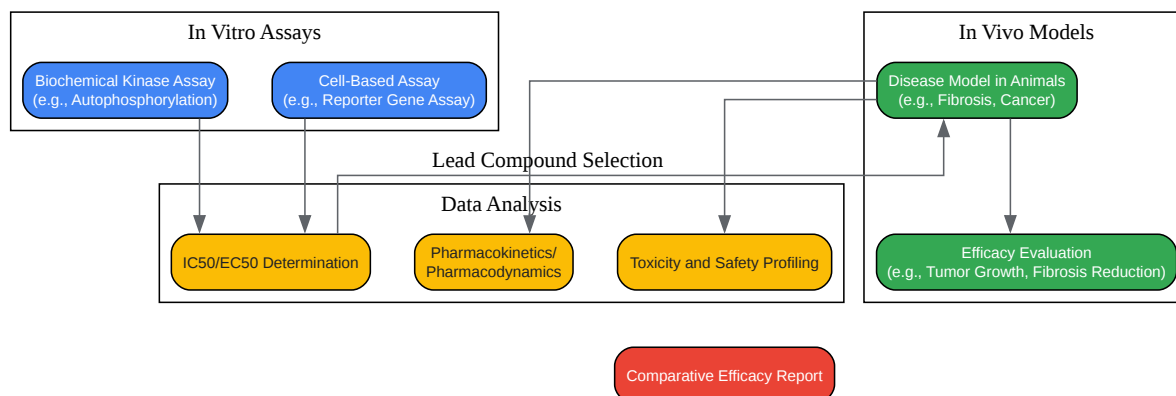 In Vitro Assays
Biochemical Kinase Assay
(e.g., Autophosphorylation)
Cell-Based Assay
(e.g., Reporter Gene Assay)
In Vivo Models
Disease Model in Animals
(e.g., Fibrosis, Cancer)
Lead Compound Selection
Data Analysis
IC50/EC50 Determination
Pharmacokinetics/
Pharmacodynamics
Toxicity and Safety Profiling
Efficacy Evaluation
(e.g., Tumor Growth, Fibrosis Reduction)
Comparative Efficacy Report